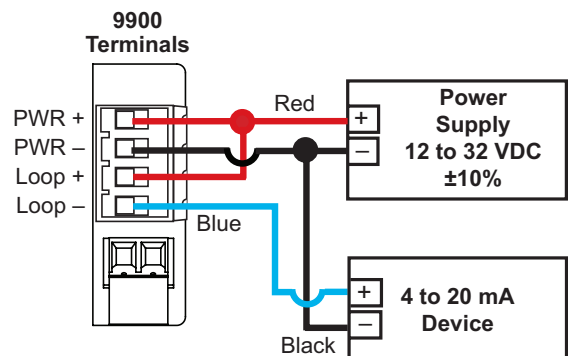 9900
Terminals
PWR +
PWR –
Loop +
Loop –
Red
Blue
Black
+
–
Power
Supply
12 to 32 VDC
±10%
+
–
4 to 20 mA
Device